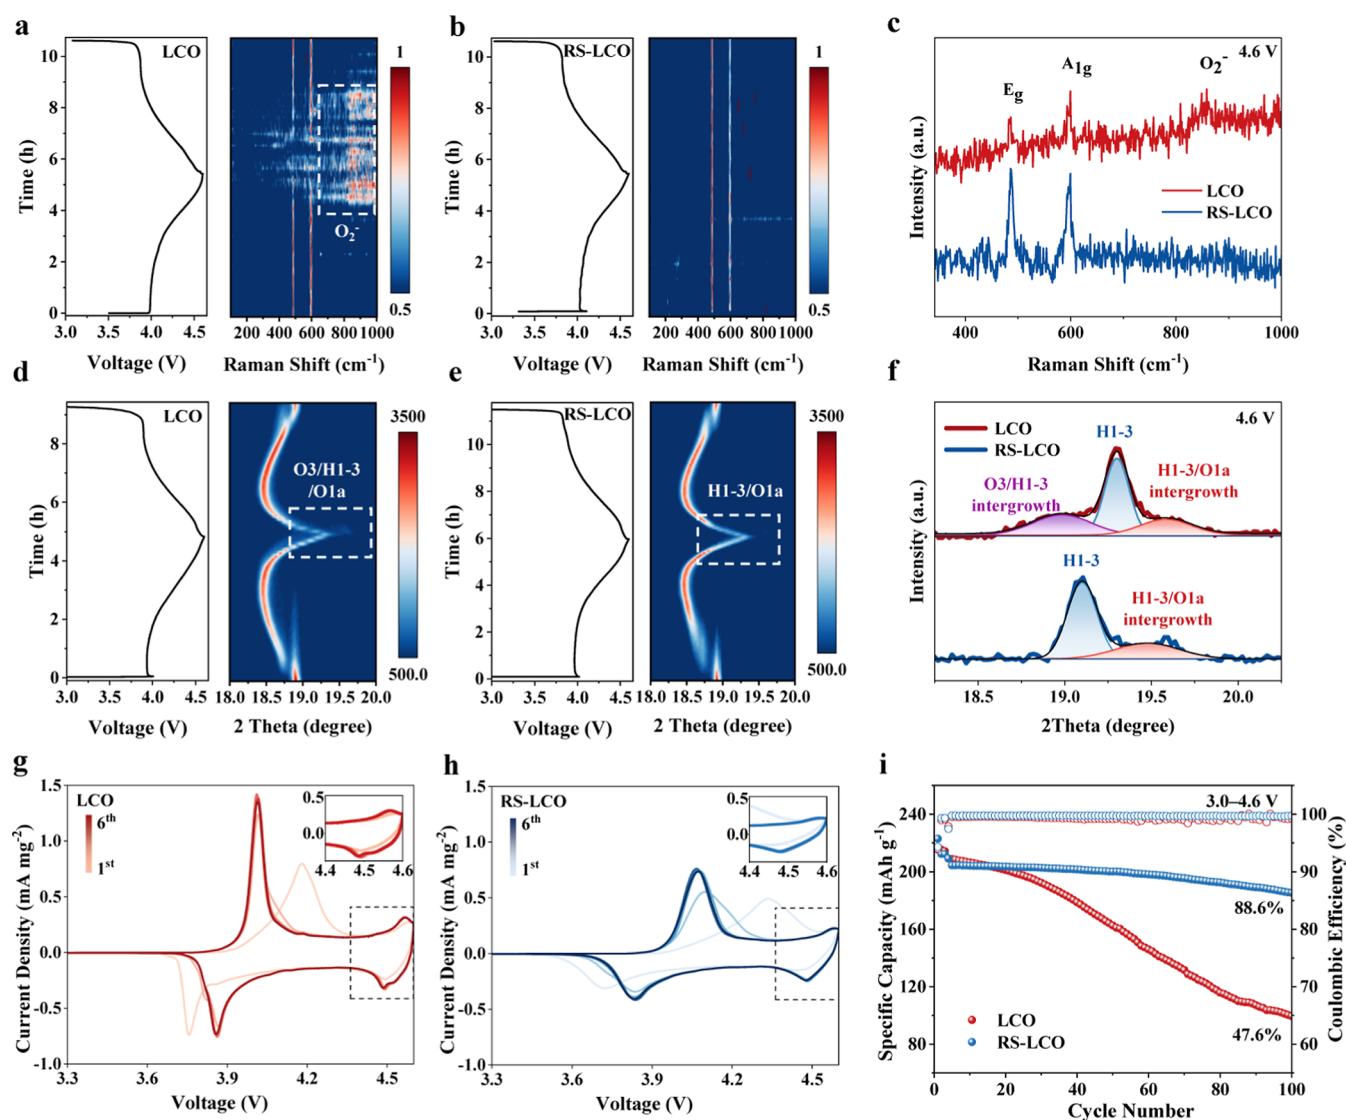 a
LCO
10
8
6
4
2
0
Time (h)
3.0 3.5 4.0 4.5
Voltage (V)
O₂⁻
200 400 600 800 1000
Raman Shift (cm⁻¹)
1
0.5
b
RS-LCO
10
8
6
4
2
0
Time (h)
3.0 3.5 4.0 4.5
Voltage (V)
200 400 600 800 1000
Raman Shift (cm⁻¹)
1
0.5
c
4.6 V
E_g
A_1g
O₂⁻
LCO
RS-LCO
Intensity (a.u.)
400 600 800 1000
Raman Shift (cm⁻¹)
d
LCO
8
6
4
2
0
Time (h)
3.0 3.5 4.0 4.5
Voltage (V)
O3/H1-3
/O1a
18.0 18.5 19.0 19.5 20.0
2 Theta (degree)
3500
500.0
e
RS-LCO
10
8
6
4
2
0
Time (h)
3.0 3.5 4.0 4.5
Voltage (V)
H1-3/O1a
18.0 18.5 19.0 19.5 20.0
2 Theta (degree)
3500
500.0
f
4.6 V
LCO
RS-LCO
H1-3
O3/H1-3
intergrowth
H1-3/O1a
intergrowth
H1-3
H1-3/O1a
intergrowth
Intensity (a.u.)
18.5 19.0 19.5 20.0
2Theta (degree)
g
LCO
6th
1st
1.5
1.0
0.5
0.0
-0.5
-1.0
Current Density (mA mg⁻²)
0.5
0.0
4.4 4.5 4.6
3.3 3.6 3.9 4.2 4.5
Voltage (V)
h
RS-LCO
6th
1st
1.5
1.0
0.5
0.0
-0.5
-1.0
Current Density (mA mg⁻²)
0.5
0.0
4.4 4.5 4.6
3.3 3.6 3.9 4.2 4.5
Voltage (V)
i
3.0–4.6 V
240
200
160
120
80
Specific Capacity (mAh g⁻¹)
88.6%
47.6%
LCO
RS-LCO
100
90
80
70
60
Coulombic Efficiency (%)
0 20 40 60 80 100
Cycle Number